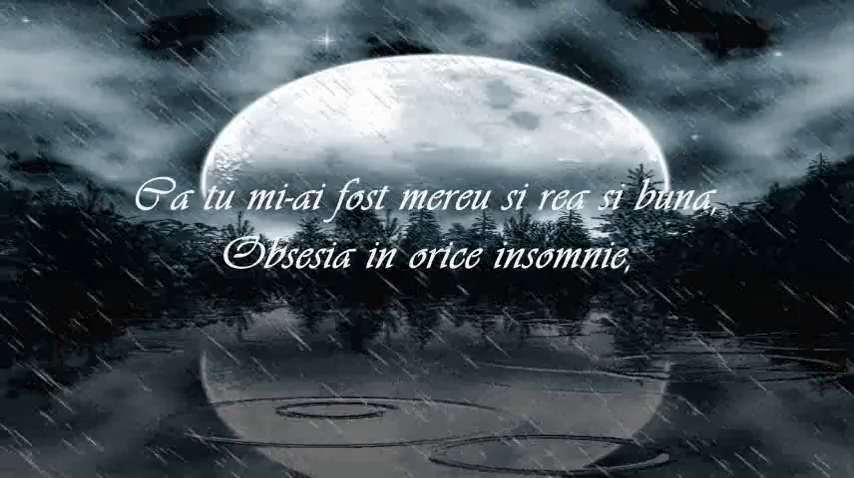 Ca tu mi-ai fost mereu si rea si buna,
Obsesia in orice insomnie,